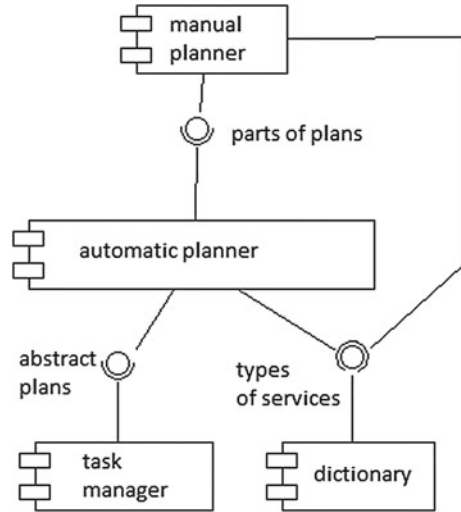 manual
planner
parts of plans
automatic planner
abstract
plans
types
of services
task
manager
dictionary